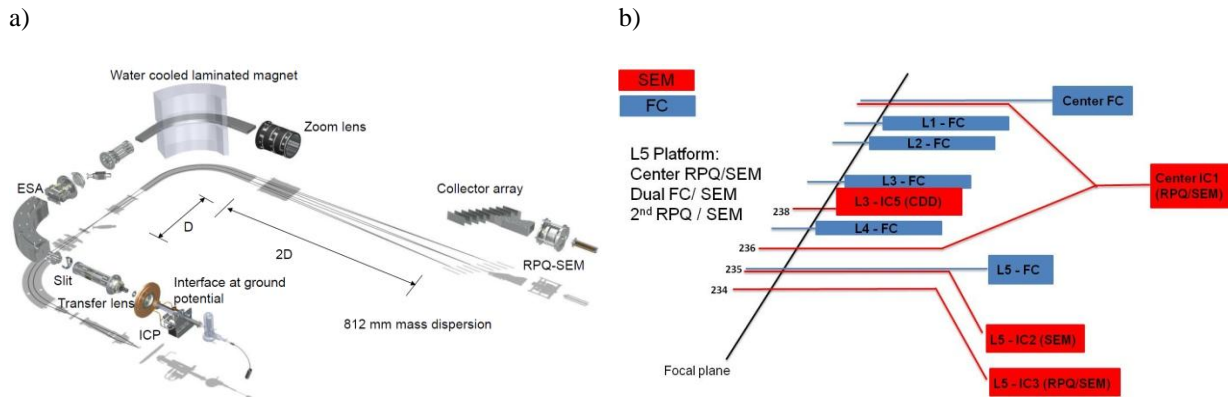 a)
Water cooled laminated magnet
Zoom lens
ESA
Collector array
D
2D
RPQ-SEM
Slit
Transfer lens
Interface at ground
potential
ICP
812 mm mass dispersion
b)
SEM
FC
Center FC
L1 - FC
L2 - FC
L5 Platform:
Center RPQ/SEM
Dual FC/ SEM
2nd RPQ / SEM
L3 - FC
Center IC1
(RPQ/SEM)
L3 - IC5 (CDD)
238
L4 - FC
236
235
L5 - FC
234
L5 - IC2 (SEM)
Focal plane
L5 - IC3 (RPQ/SEM)